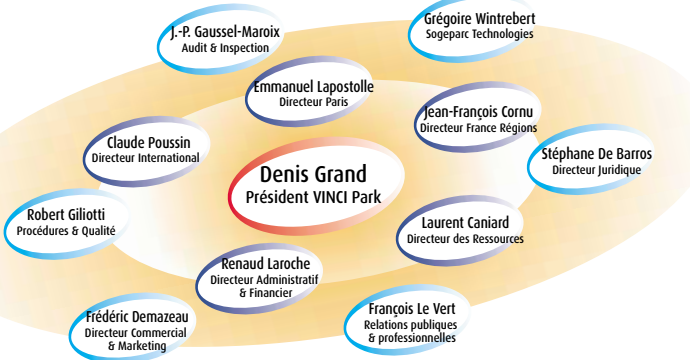 J.-P. Gaussel-Maroix
Audit & Inspection
Grégoire Wintrebert
Sogeparc Technologies
Emmanuel Lapostolle
Directeur Paris
Jean-François Cornu
Directeur France Régions
Claude Poussin
Directeur International
Stéphane De Barros
Directeur Juridique
Denis Grand
Président VINCI Park
Robert Giliotti
Procédures & Qualité
Laurent Caniard
Directeur des Ressources
Renaud Laroche
Directeur Administratif
& Financier
Frédéric Demazeau
Directeur Commercial
& Marketing
François Le Vert
Relations publiques
& professionnelles